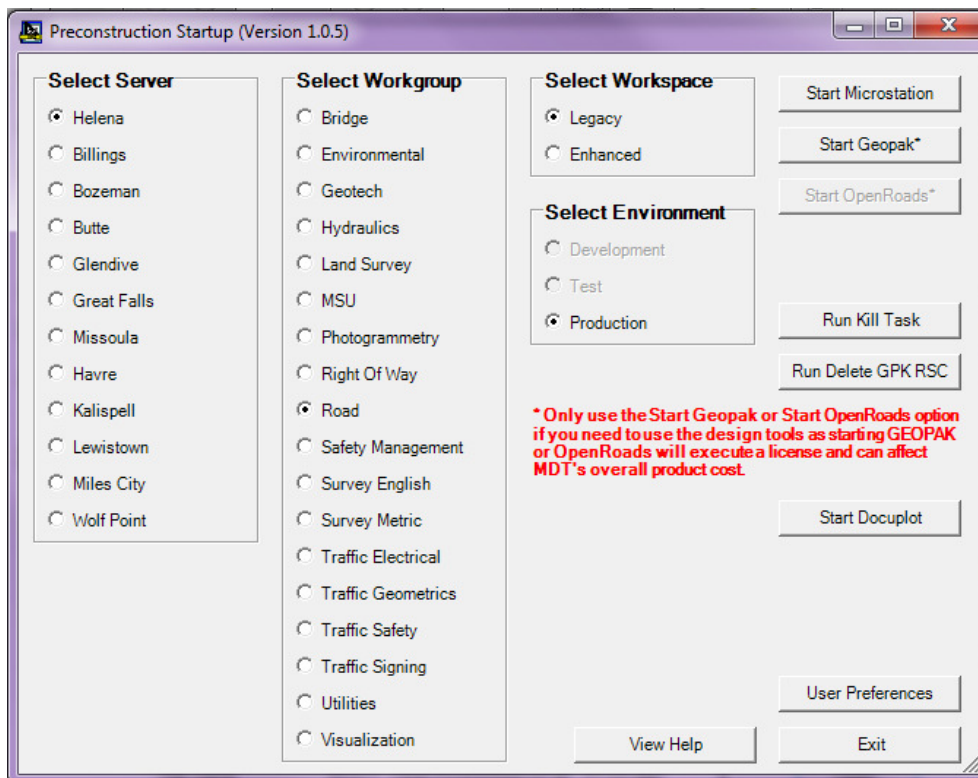 Preconstruction Startup (Version 1.0.5)
Select Server
Helena
Billings
Bozeman
Butte
Glendive
Great Falls
Missoula
Havre
Kalispell
Lewistown
Miles City
Wolf Point
Select Workgroup
Bridge
Environmental
Geotech
Hydraulics
Land Survey
MSU
Photogrammetry
Right Of Way
Road
Safety Management
Survey English
Survey Metric
Traffic Electrical
Traffic Geometrics
Traffic Safety
Traffic Signing
Utilities
Visualization
Select Workspace
Legacy
Enhanced
Select Environment
Development
Test
Production
Start Microstation
Start Geopak*
Start OpenRoads*
Run Kill Task
Run Delete GPK RSC
* Only use the Start Geopak or Start OpenRoads option
if you need to use the design tools as starting GEOPAK
or OpenRoads will execute a license and can affect
MDT's overall product cost.
Start Docuplot
User Preferences
View Help
Exit